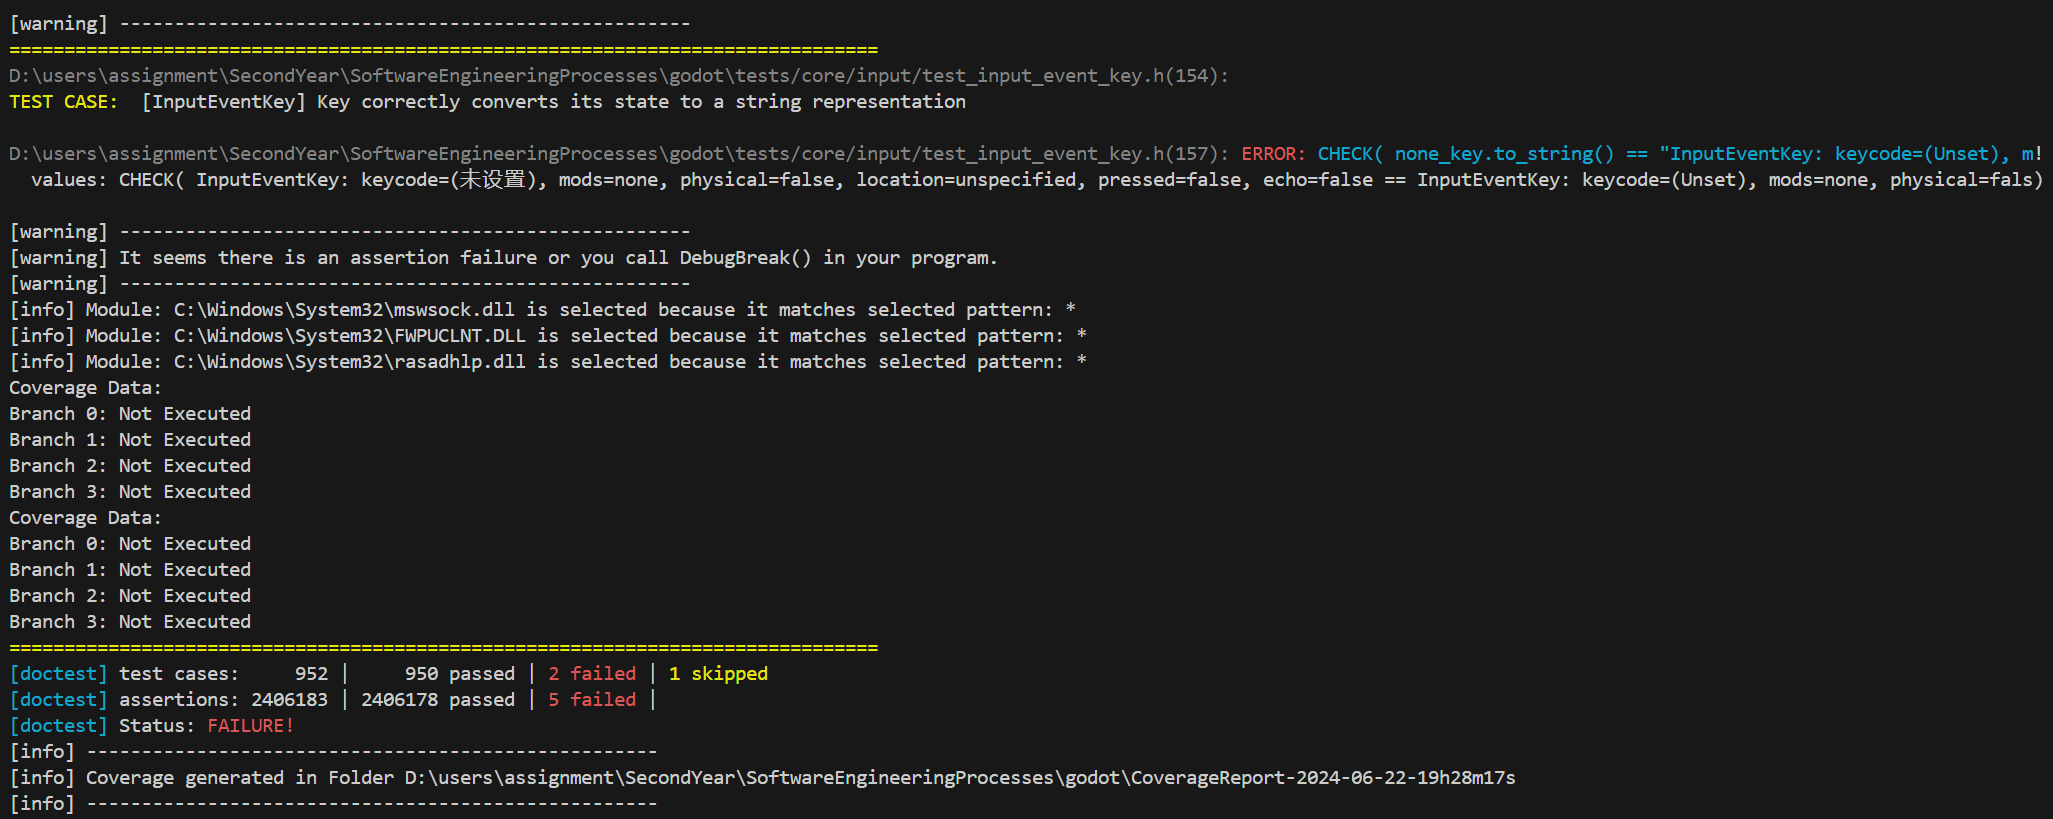 [warning] ----------------------------------------------------
===============================================================================
D:\users\assignment\SecondYear\SoftwareEngineeringProcesses\godot\tests/core/input/test_input_event_key.h(154):
TEST CASE:  [InputEventKey] Key correctly converts its state to a string representation
D:\users\assignment\SecondYear\SoftwareEngineeringProcesses\godot\tests/core/input/test_input_event_key.h(157): ERROR: CHECK( none_key.to_string() == "InputEventKey: keycode=(Unset), m!
  values: CHECK( InputEventKey: keycode=(未设置), mods=none, physical=false, location=unspecified, pressed=false, echo=false == InputEventKey: keycode=(Unset), mods=none, physical=fals)
[warning] ----------------------------------------------------
[warning] It seems there is an assertion failure or you call DebugBreak() in your program.
[warning] ----------------------------------------------------
[info] Module: C:\Windows\System32\mswsock.dll is selected because it matches selected pattern: *
[info] Module: C:\Windows\System32\FWPUCLNT.DLL is selected because it matches selected pattern: *
[info] Module: C:\Windows\System32\rasadhlp.dll is selected because it matches selected pattern: *
Coverage Data:
Branch 0: Not Executed
Branch 1: Not Executed
Branch 2: Not Executed
Branch 3: Not Executed
Coverage Data:
Branch 0: Not Executed
Branch 1: Not Executed
Branch 2: Not Executed
Branch 3: Not Executed
===============================================================================
[doctest] test cases:     952 |     950 passed | 2 failed | 1 skipped
[doctest] assertions: 2406183 | 2406178 passed | 5 failed |
[doctest] Status: FAILURE!
[info] ----------------------------------------------------
[info] Coverage generated in Folder D:\users\assignment\SecondYear\SoftwareEngineeringProcesses\godot\CoverageReport-2024-06-22-19h28m17s
[info] ----------------------------------------------------